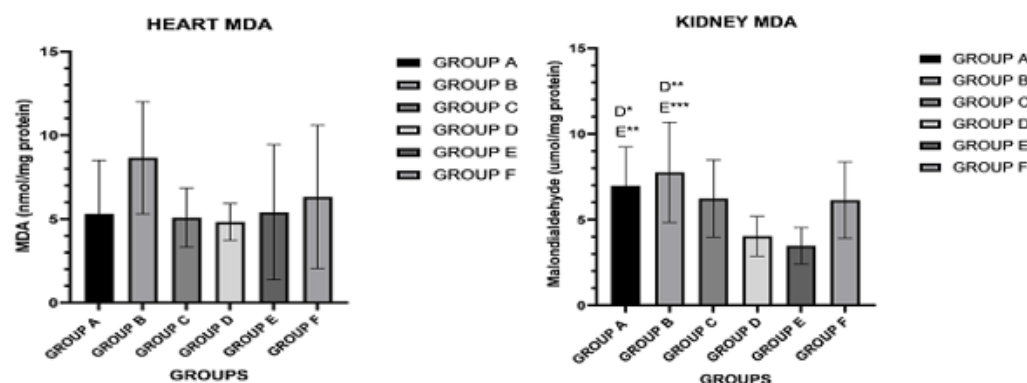 HEART MDA
15
10
5
0
MDA (nmol/mg protein)
GROUP A
GROUP B
GROUP C
GROUP D
GROUP E
GROUP F
GROUPS
GROUP A
GROUP B
GROUP C
GROUP D
GROUP E
GROUP F
KIDNEY MDA
15
10
5
0
Malondialdehyde (umol/mg protein)
D*
E**
D**
E***
GROUP A
GROUP B
GROUP C
GROUP D
GROUP E
GROUP F
GROUPS
GROUP A
GROUP B
GROUP C
GROUP D
GROUP E
GROUP F